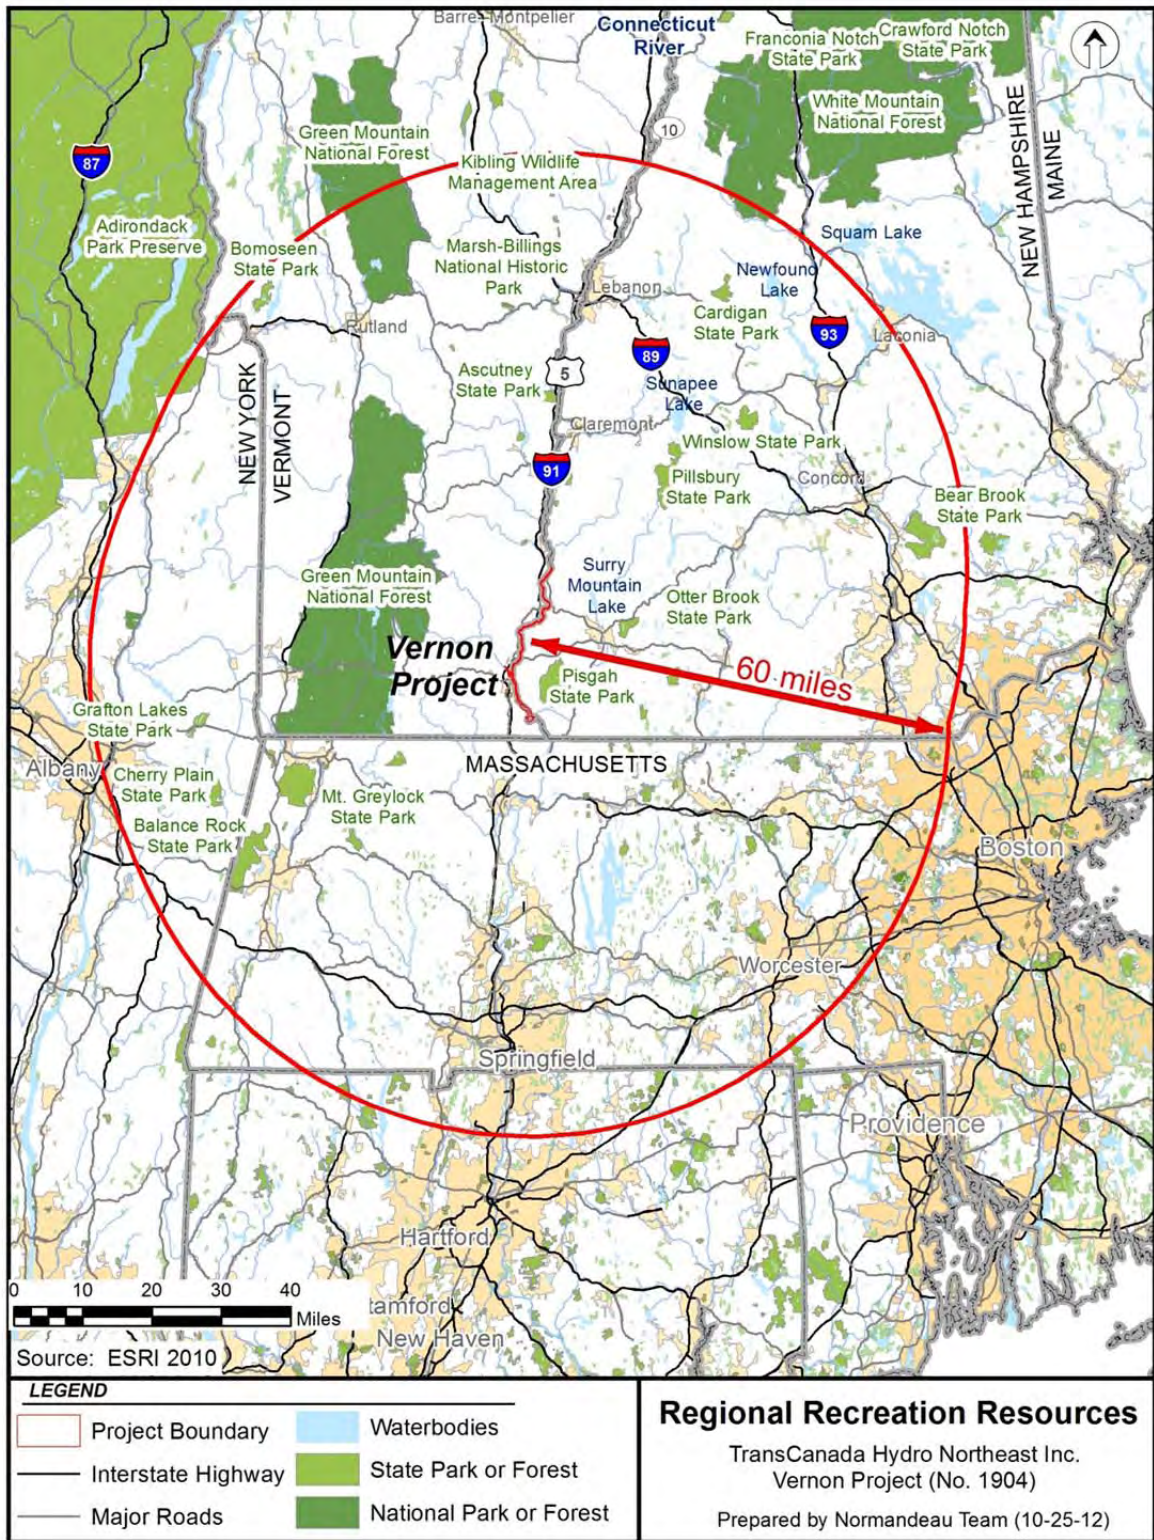 Barre-Montpelier
Connecticut
River
Franconia Notch
State Park
Crawford Notch
State Park
White Mountain
National Forest
10
87
Green Mountain
National Forest
Kibling Wildlife
Management Area
NEW HAMPSHIRE
MAINE
Adirondack
Park Preserve
Bomoseen
State Park
Marsh-Billings
National Historic
Park
Squam Lake
Newfound
Lake
Lebanon
Cardigan
State Park
Rutland
93
Laconia
89
5
Ascutney
State Park
Sunapee
Lake
NEW YORK
VERMONT
Claremont
Winslow State Park
91
Pillsbury
State Park
Concord
Bear Brook
State Park
Surry
Mountain
Lake
Green Mountain
National Forest
Otter Brook
State Park
Vernon
Project
60 miles
Pisgah
State Park
Grafton Lakes
State Park
Albany
MASSACHUSETTS
Cherry Plain
State Park
Mt. Greylock
State Park
Balance Rock
State Park
Boston
Worcester
Springfield
Providence
Hartford
0 10 20 30 40
Miles
tamford
New Haven
Source: ESRI 2010
LEGEND
Project Boundary
Interstate Highway
Major Roads
Waterbodies
State Park or Forest
National Park or Forest
Regional Recreation Resources
TransCanada Hydro Northeast Inc.
Vernon Project (No. 1904)
Prepared by Normandeau Team (10-25-12)